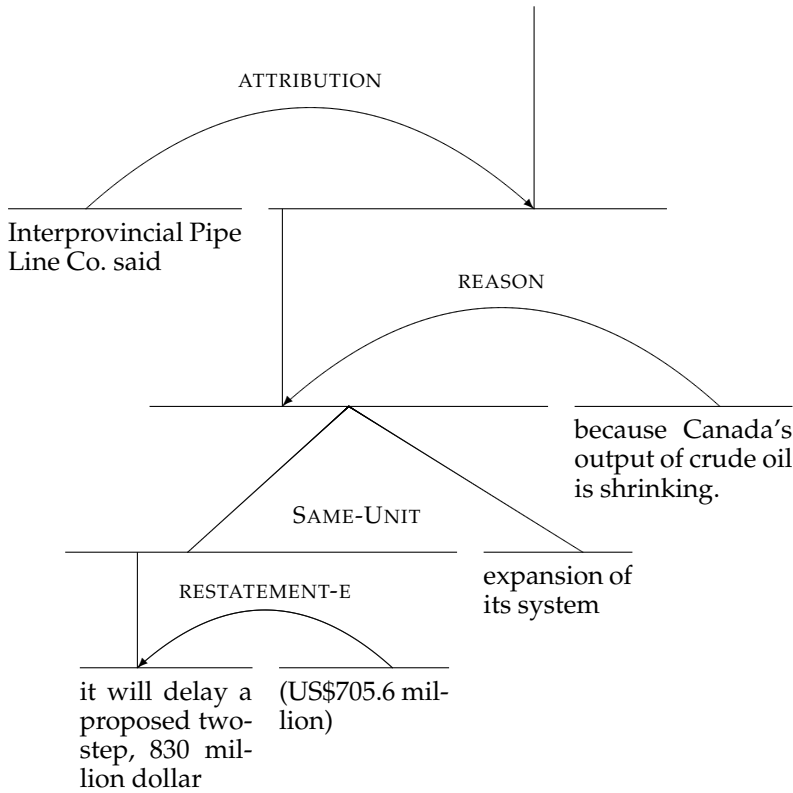 ATTRIBUTION
Interprovincial Pipe
Line Co. said
REASON
because Canada's
output of crude oil
is shrinking.
SAME-UNIT
expansion of
its system
RESTATEMENT-E
it will delay a
proposed two-
step, 830 mil-
lion dollar
(US$705.6 mil-
lion)